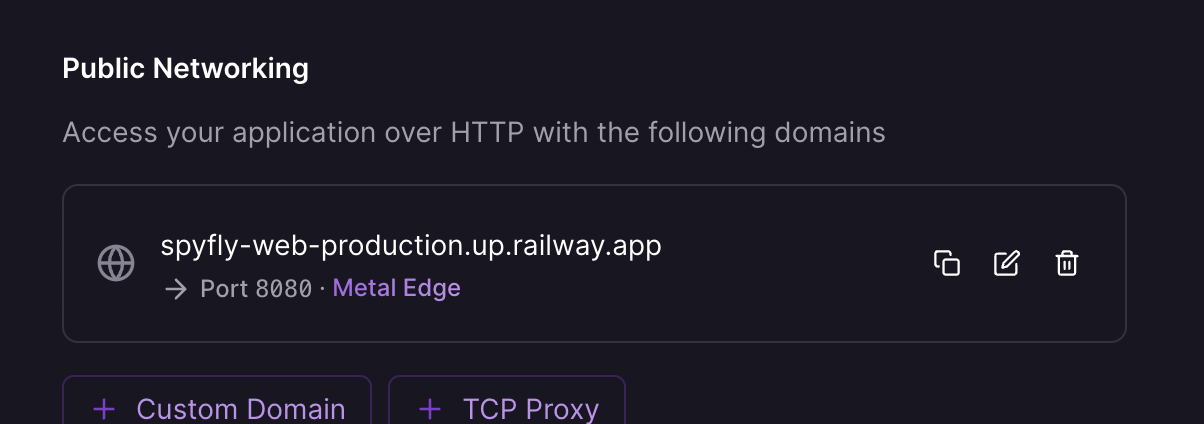 Public Networking
Access your application over HTTP with the following domains
spyfly-web-production.up.railway.app
→ Port 8080 · Metal Edge
+ Custom Domain
+ TCP Proxy